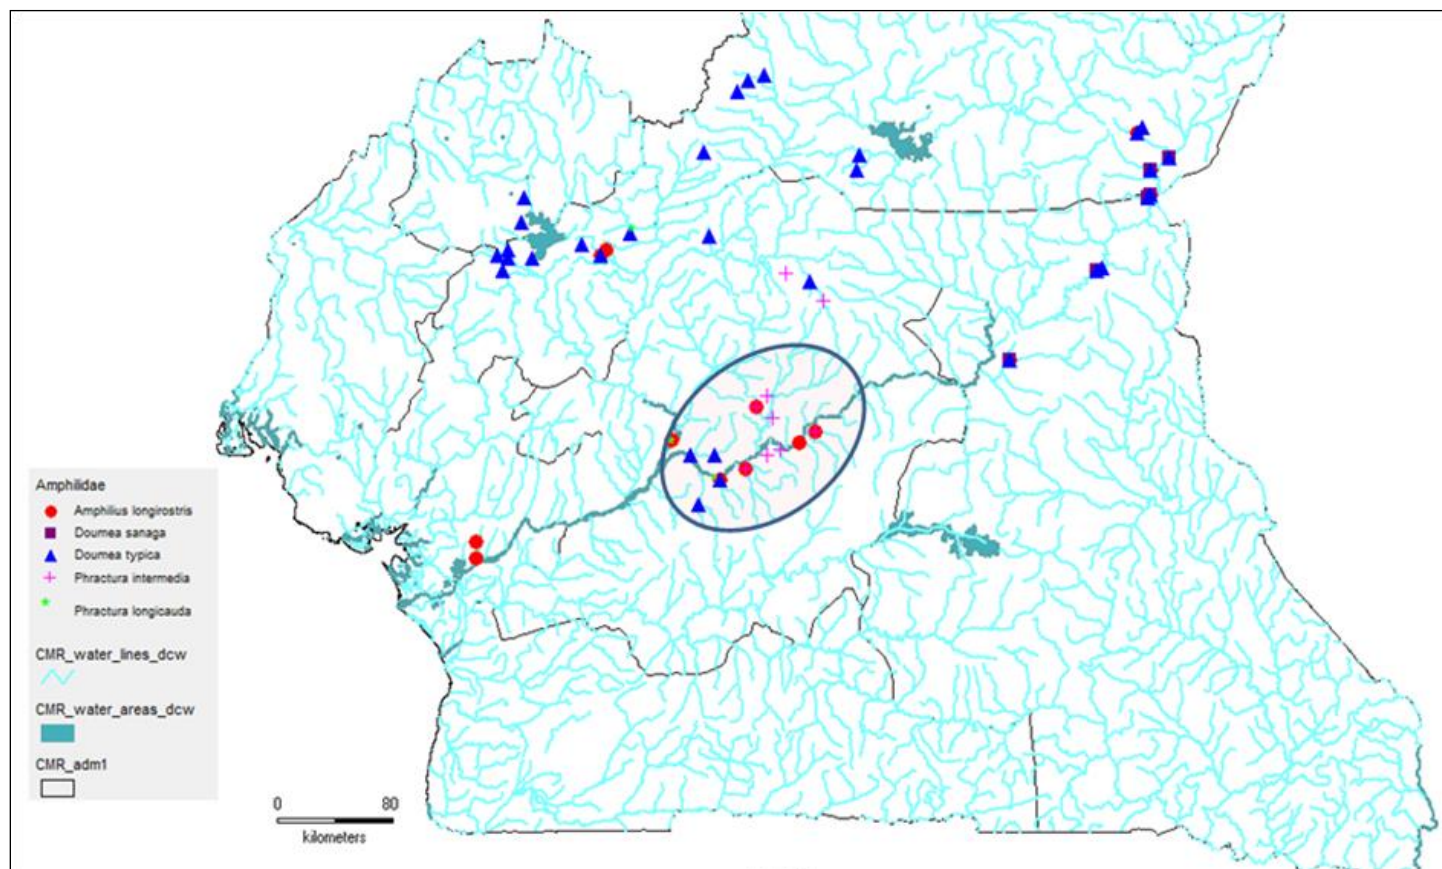 Amphilidae
Amphilius longirostris
Doumea sanaga
Doumea typica
Phractura intermedia
Phractura longicauda
CMR_water_lines_dcw
CMR_water_areas_dcw
CMR_adm1
0 80
kilometers